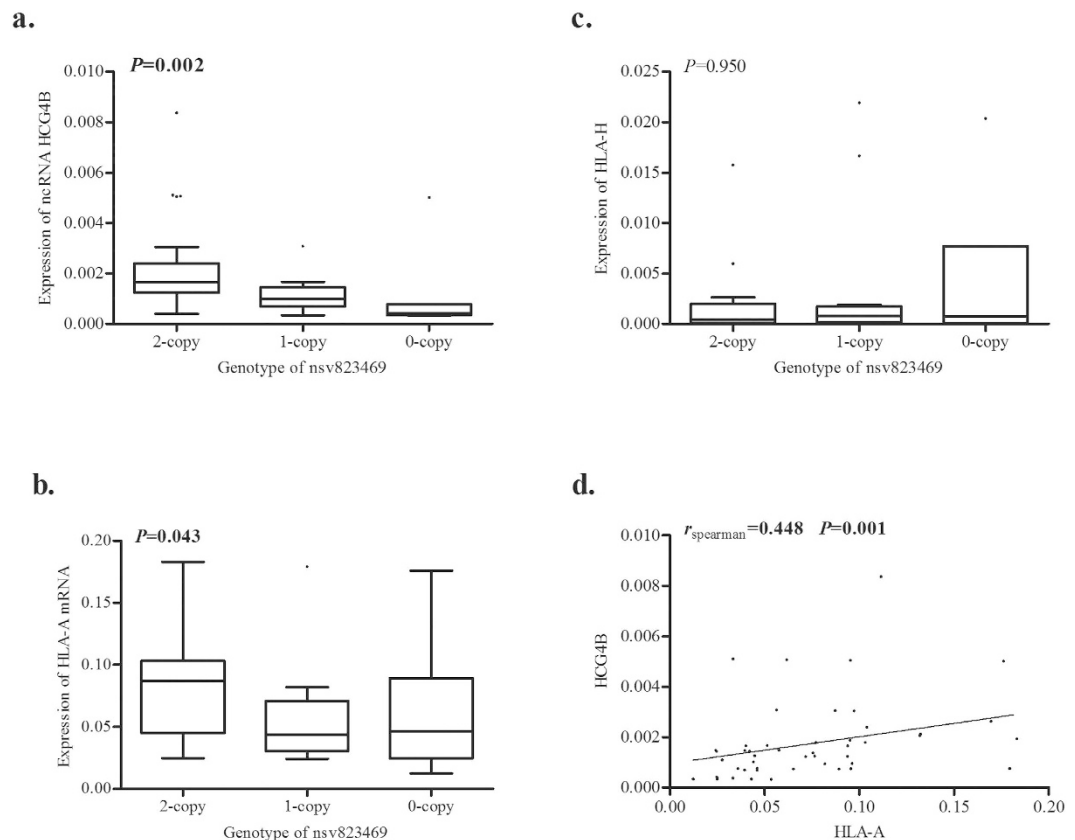 a.
P=0.002
0.010
0.008
0.006
0.004
0.002
0.000
Expression of ncRNA HCG4B
2-copy 1-copy 0-copy
Genotype of nsv823469
c.
P=0.950
0.025
0.020
0.015
0.010
0.005
0.000
Expression of HLA-H
2-copy 1-copy 0-copy
Genotype of nsv823469
b.
P=0.043
0.20
0.15
0.10
0.05
0.00
Expression of HLA-A mRNA
2-copy 1-copy 0-copy
Genotype of nsv823469
d.
rspearman=0.448 P=0.001
0.010
0.008
0.006
0.004
0.002
0.000
HCG4B
0.00 0.05 0.10 0.15 0.20
HLA-A